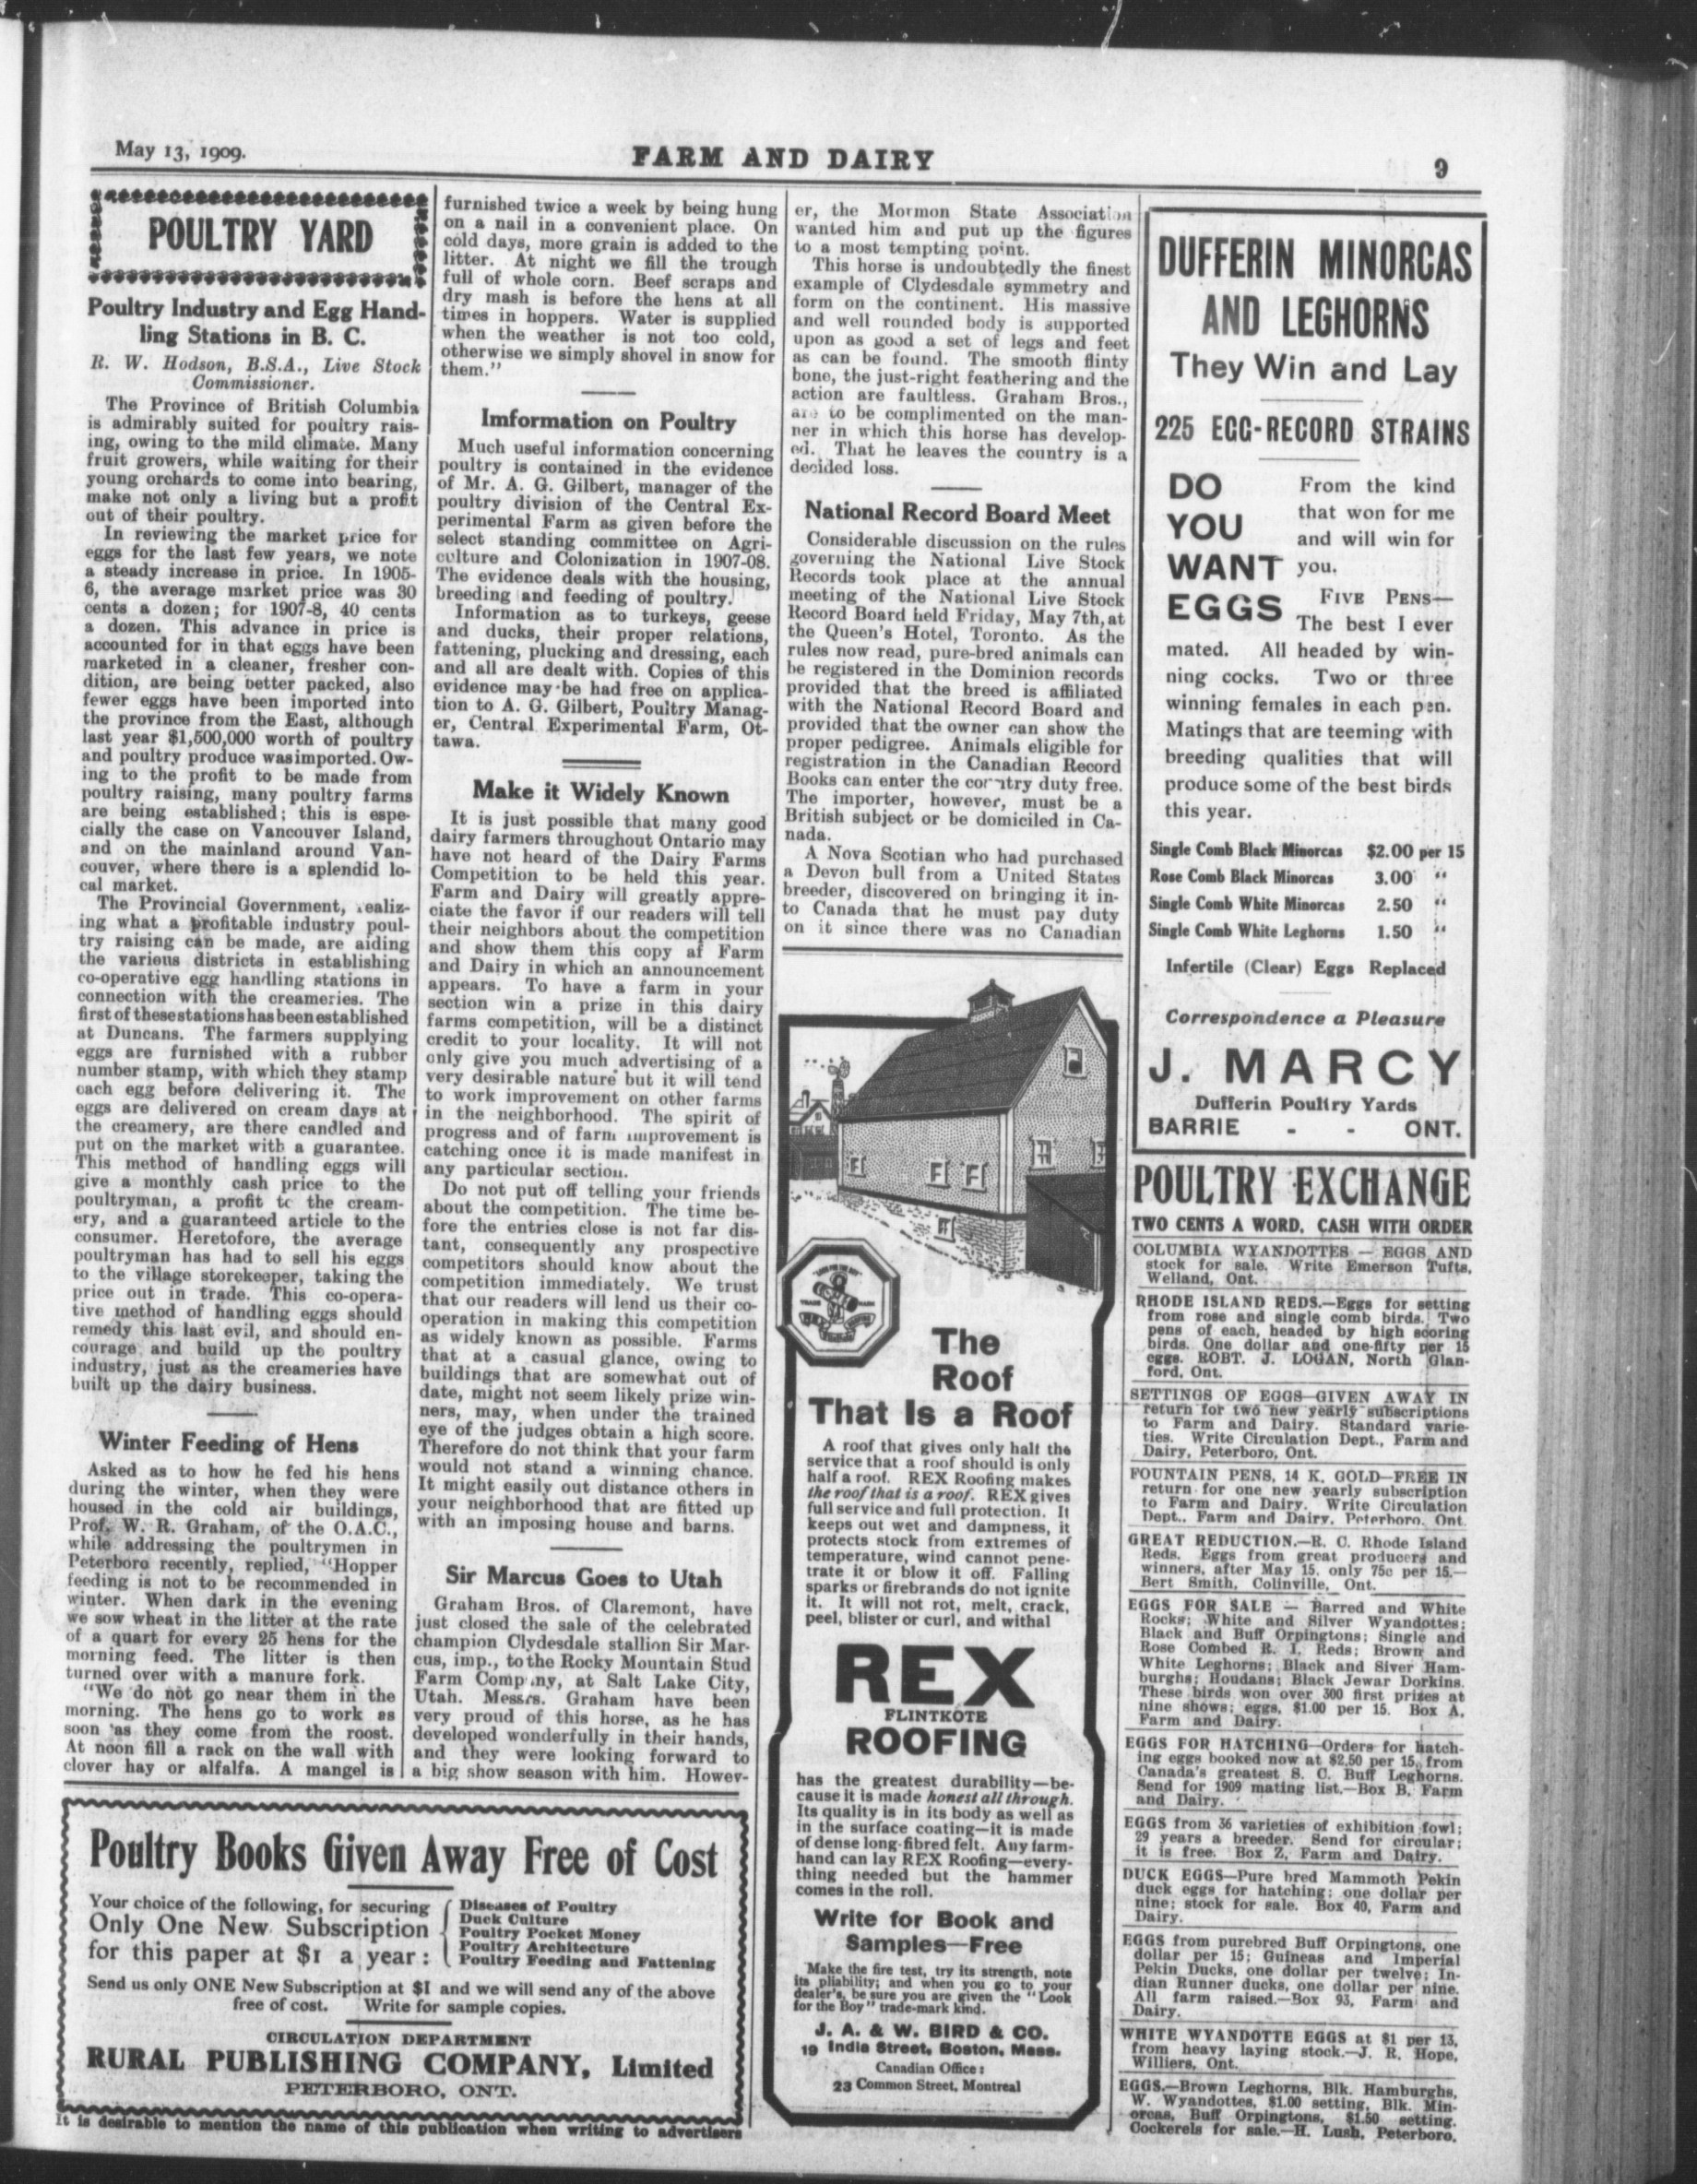 May 13, 1909.
FARM AND DAIRY
9
POULTRY YARD
Poultry Industry and Egg Hand-
ling Stations in B. C.
R. W. Hodson, B.S.A., Live Stock
Commissioner.
The Province of British Columbia
is admirably suited for poultry rais-
ing, owing to the mild climate. Many
fruit growers, while waiting for their
young orchards to come into bearing,
make not only a living but a profit
out of their poultry.
In reviewing the market price for
eggs for the last few years, we note
a steady increase in price. In 1905-
6, the average market price was 30
cents a dozen; for 1907-8, 40 cents
a dozen. This advance in price is
accounted for in that eggs have been
marketed in a cleaner, fresher con-
dition, are being better packed, also
fewer eggs have been imported into
the province from the East, although
last year $1,500,000 worth of poultry
and poultry produce was imported. Ow-
ing to the profit to be made from
poultry raising, many poultry farms
are being established; this is espe-
cially the case on Vancouver Island,
and on the mainland around Van-
couver, where there is a splendid lo-
cal market.
The Provincial Government, realiz-
ing what a profitable industry poul-
try raising can be made, are aiding
the various districts in establishing
co-operative egg handling stations in
connection with the creameries. The
first of these stations has been established
at Duncans. The farmers supplying
eggs are furnished with a rubber
number stamp, with which they stamp
each egg before delivering it. The
eggs are delivered on cream days at
the creamery, are there candled and
put on the market with a guarantee.
This method of handling eggs will
give a monthly cash price to the
poultryman, a profit to the cream-
ery, and a guaranteed article to the
consumer. Heretofore, the average
poultryman has had to sell his eggs
to the village storekeeper, taking the
price out in trade. This co-opera-
tive method of handling eggs should
remedy this last evil, and should en-
courage and build up the poultry
industry, just as the creameries have
built up the dairy business.
Winter Feeding of Hens
Asked as to how he fed his hens
during the winter, when they were
housed in the cold air buildings,
Prof. W. R. Graham, of the O.A.C.,
while addressing the poultrymen in
Peterboro recently, replied, "Hopper
feeding is not to be recommended in
winter. When dark in the evening
we sow wheat in the litter at the rate
of a quart for every 25 hens for the
morning feed. The litter is then
turned over with a manure fork.
"We do not go near them in the
morning. The hens go to work as
soon as they come from the roost.
At noon fill a rack on the wall with
clover hay or alfalfa. A mangel is
furnished twice a week by being hung
on a nail in a convenient place. On
cold days, more grain is added to the
litter. At night we fill the trough
full of whole corn. Beef scraps and
dry mash is before the hens at all
times in hoppers. Water is supplied
when the weather is not too cold,
otherwise we simply shovel in snow for
them."
Imformation on Poultry
Much useful information concerning
poultry is contained in the evidence
of Mr. A. G. Gilbert, manager of the
poultry division of the Central Ex-
perimental Farm as given before the
select standing committee on Agri-
culture and Colonization in 1907-08.
The evidence deals with the housing,
breeding and feeding of poultry.
Information as to turkeys, geese
and ducks, their proper relations,
fattening, plucking and dressing, each
and all are dealt with. Copies of this
evidence may be had free on applica-
tion to A. G. Gilbert, Poultry Manag-
er, Central Experimental Farm, Ot-
tawa.
Make it Widely Known
It is just possible that many good
dairy farmers throughout Ontario may
have not heard of the Dairy Farms
Competition to be held this year.
Farm and Dairy will greatly appre-
ciate the favor if our readers will tell
their neighbors about the competition
and show them this copy af Farm
and Dairy in which an announcement
appears. To have a farm in your
section win a prize in this dairy
farms competition, will be a distinct
credit to your locality. It will not
only give you much advertising of a
very desirable nature but it will tend
to work improvement on other farms
in the neighborhood. The spirit of
progress and of farm improvement is
catching once it is made manifest in
any particular section.
Do not put off telling your friends
about the competition. The time be-
fore the entries close is not far dis-
tant, consequently any prospective
competitors should know about the
competition immediately. We trust
that our readers will lend us their co-
operation in making this competition
as widely known as possible. Farms
that at a casual glance, owing to
buildings that are somewhat out of
date, might not seem likely prize win-
ners, may, when under the trained
eye of the judges obtain a high score.
Therefore do not think that your farm
would not stand a winning chance.
It might easily out distance others in
your neighborhood that are fitted up
with an imposing house and barns.
Sir Marcus Goes to Utah
Graham Bros. of Claremont, have
just closed the sale of the celebrated
champion Clydesdale stallion Sir Mar-
cus, imp., to the Rocky Mountain Stud
Farm Company, at Salt Lake City,
Utah. Messrs. Graham have been
very proud of this horse, as he has
developed wonderfully in their hands,
and they were looking forward to
a big show season with him. Howev-
er, the Mormon State Association
wanted him and put up the figures
to a most tempting point.
This horse is undoubtedly the finest
example of Clydesdale symmetry and
form on the continent. His massive
and well rounded body is supported
upon as good a set of legs and feet
as can be found. The smooth flinty
bone, the just-right feathering and the
action are faultless. Graham Bros.,
are to be complimented on the man-
ner in which this horse has develop-
ed. That he leaves the country is a
decided loss.
National Record Board Meet
Considerable discussion on the rules
governing the National Live Stock
Records took place at the annual
meeting of the National Live Stock
Record Board held Friday, May 7th, at
the Queen's Hotel, Toronto. As the
rules now read, pure-bred animals can
be registered in the Dominion records
provided that the breed is affiliated
with the National Record Board and
provided that the owner can show the
proper pedigree. Animals eligible for
registration in the Canadian Record
Books can enter the country duty free.
The importer, however, must be a
British subject or be domiciled in Ca-
nada.
A Nova Scotian who had purchased
a Devon bull from a United States
breeder, discovered on bringing it in-
to Canada that he must pay duty
on it since there was no Canadian
The
Roof
That Is a Roof
A roof that gives only half the
service that a roof should is only
half a roof. REX Roofing makes
the roof that is a roof. REX gives
full service and full protection. It
keeps out wet and dampness, it
protects stock from extremes of
temperature, wind cannot pene-
trate it or blow it off. Falling
sparks or firebrands do not ignite
it. It will not rot, melt, crack,
peel, blister or curl, and withal
REX
FLINTKOTE
ROOFING
has the greatest durability—be-
cause it is made honest all through.
Its quality is in its body as well as
in the surface coating—it is made
of dense long-fibred felt. Any farm-
hand can lay REX Roofing—every-
thing needed but the hammer
comes in the roll.
Write for Book and
Samples—Free
Make the fire test, try its strength, note
its pliability; and when you go to your
dealer's, be sure you are given the "Look
for the Boy" trade-mark kind.
J. A. & W. BIRD & CO.
19 India Street, Boston, Mass.
Canadian Office:
23 Common Street, Montreal
DUFFERIN MINORCAS
AND LEGHORNS
They Win and Lay
225 EGG-RECORD STRAINS
DO
YOU
WANT
EGGS
From the kind
that won for me
and will win for
you.
FIVE PENS—
The best I ever
mated. All headed by win-
ning cocks. Two or three
winning females in each pen.
Matings that are teeming with
breeding qualities that will
produce some of the best birds
this year.
Single Comb Black Minorcas $2.00 per 15
Rose Comb Black Minorcas 3.00 "
Single Comb White Minorcas 2.50 "
Single Comb White Leghorns 1.50 "
Infertile (Clear) Eggs Replaced
Correspondence a Pleasure
J. MARCY
Dufferin Poultry Yards
BARRIE - - ONT.
POULTRY EXCHANGE
TWO CENTS A WORD, CASH WITH ORDER
COLUMBIA WYANDOTTES — EGGS AND
stock for sale. Write Emerson Tufts,
Welland, Ont.
RHODE ISLAND REDS.—Eggs for setting
from rose and single comb birds. Two
pens of each, headed by high scoring
birds. One dollar and one-fifty per 15
eggs. ROBT. J. LOGAN, North Glan-
ford, Ont.
SETTINGS OF EGGS GIVEN AWAY IN
return for two new yearly subscriptions
to Farm and Dairy. Standard varie-
ties. Write Circulation Dept., Farm and
Dairy, Peterboro, Ont.
FOUNTAIN PENS, 14 K. GOLD—FREE IN
return for one new yearly subscription
to Farm and Dairy. Write Circulation
Dept., Farm and Dairy, Peterboro, Ont.
GREAT REDUCTION.—R. C. Rhode Island
Reds. Eggs from great producers and
winners, after May 15, only 75c per 15.—
Bert Smith, Colinville, Ont.
EGGS FOR SALE — Barred and White
Rocks; White and Silver Wyandottes;
Black and Buff Orpingtons; Single and
Rose Combed R. I. Reds; Brown and
White Leghorns; Black and Siver Ham-
burghs; Houdans; Black Jewar Dorkins.
These birds won over 300 first prizes at
nine shows; eggs, $1.00 per 15. Box A,
Farm and Dairy.
EGGS FOR HATCHING—Orders for hatch-
ing eggs booked now at $2.50 per 15, from
Canada's greatest S. C. Buff Leghorns.
Send for 1909 mating list.—Box B, Farm
and Dairy.
EGGS from 36 varieties of exhibition fowl;
29 years a breeder. Send for circular;
it is free. Box Z, Farm and Dairy.
DUCK EGGS—Pure bred Mammoth Pekin
duck eggs for hatching; one dollar per
nine; stock for sale. Box 40, Farm and
Dairy.
EGGS from purebred Buff Orpingtons, one
dollar per 15; Guineas and Imperial
Pekin Ducks, one dollar per twelve; In-
dian Runner ducks, one dollar per nine.
All farm raised.—Box 93, Farm and
Dairy.
WHITE WYANDOTTE EGGS at $1 per 13,
from heavy laying stock.—J. R. Hope,
Williers, Ont.
EGGS.—Brown Leghorns, Blk. Hamburghs,
W. Wyandottes, $1.00 setting, Blk. Min-
orcas, Buff Orpingtons, $1.50 setting.
Cockerels for sale.—H. Lush, Peterboro.
Poultry Books Given Away Free of Cost
Your choice of the following, for securing
Only One New Subscription
for this paper at $1 a year:
Diseases of Poultry
Duck Culture
Poultry Pocket Money
Poultry Architecture
Poultry Feeding and Fattening
Send us only ONE New Subscription at $1 and we will send any of the above
free of cost. Write for sample copies.
CIRCULATION DEPARTMENT
RURAL PUBLISHING COMPANY, Limited
PETERBORO, ONT.
It is desirable to mention the name of this publication when writing to advertisers